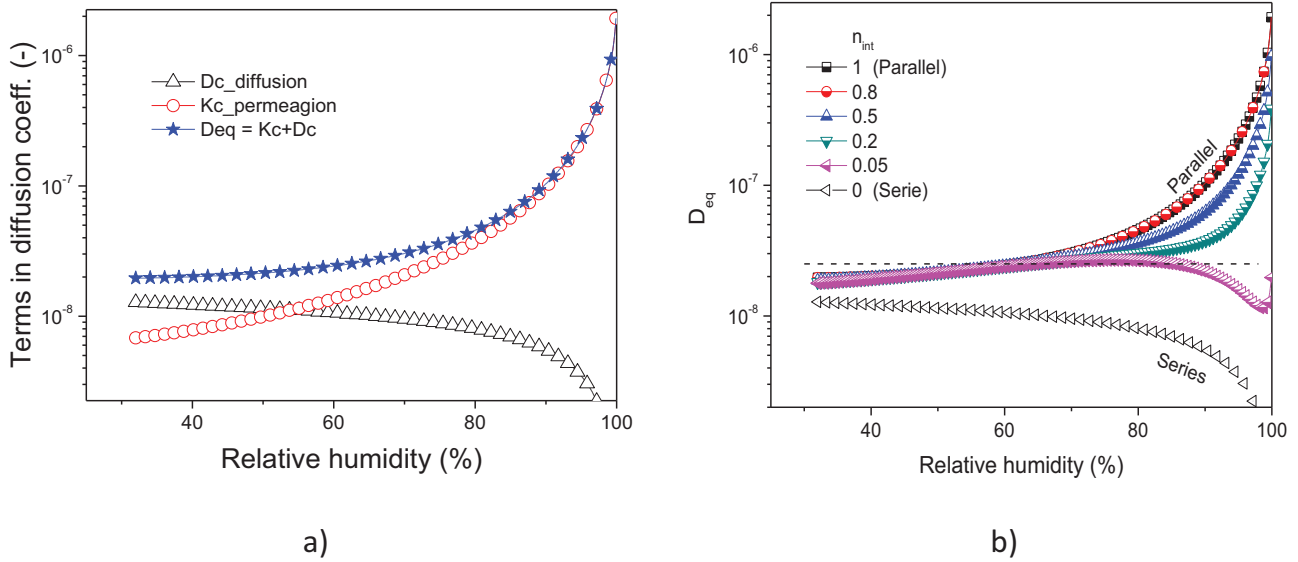 Terms in diffusion coeff. (-)
10⁻⁶
10⁻⁷
10⁻⁸
Dc_diffusion
Kc_permeagion
Deq = Kc+Dc
40 60 80 100
Relative humidity (%)
a)
D_eq
10⁻⁶
10⁻⁷
10⁻⁸
n_int
1 (Parallel)
0.8
0.5
0.2
0.05
0 (Serie)
Parallel
Series
40 60 80 100
Relative humidity (%)
b)